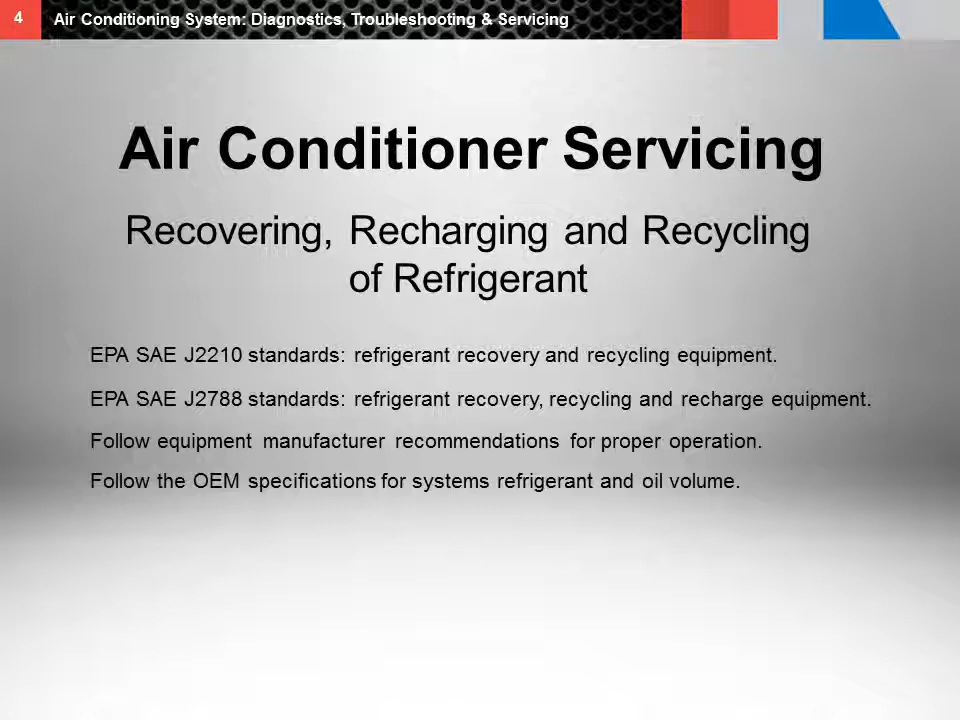 4
Air Conditioning System: Diagnostics, Troubleshooting & Servicing
Air Conditioner Servicing
Recovering, Recharging and Recycling
of Refrigerant
EPA SAE J2210 standards: refrigerant recovery and recycling equipment.
EPA SAE J2788 standards: refrigerant recovery, recycling and recharge equipment.
Follow equipment manufacturer recommendations for proper operation.
Follow the OEM specifications for systems refrigerant and oil volume.